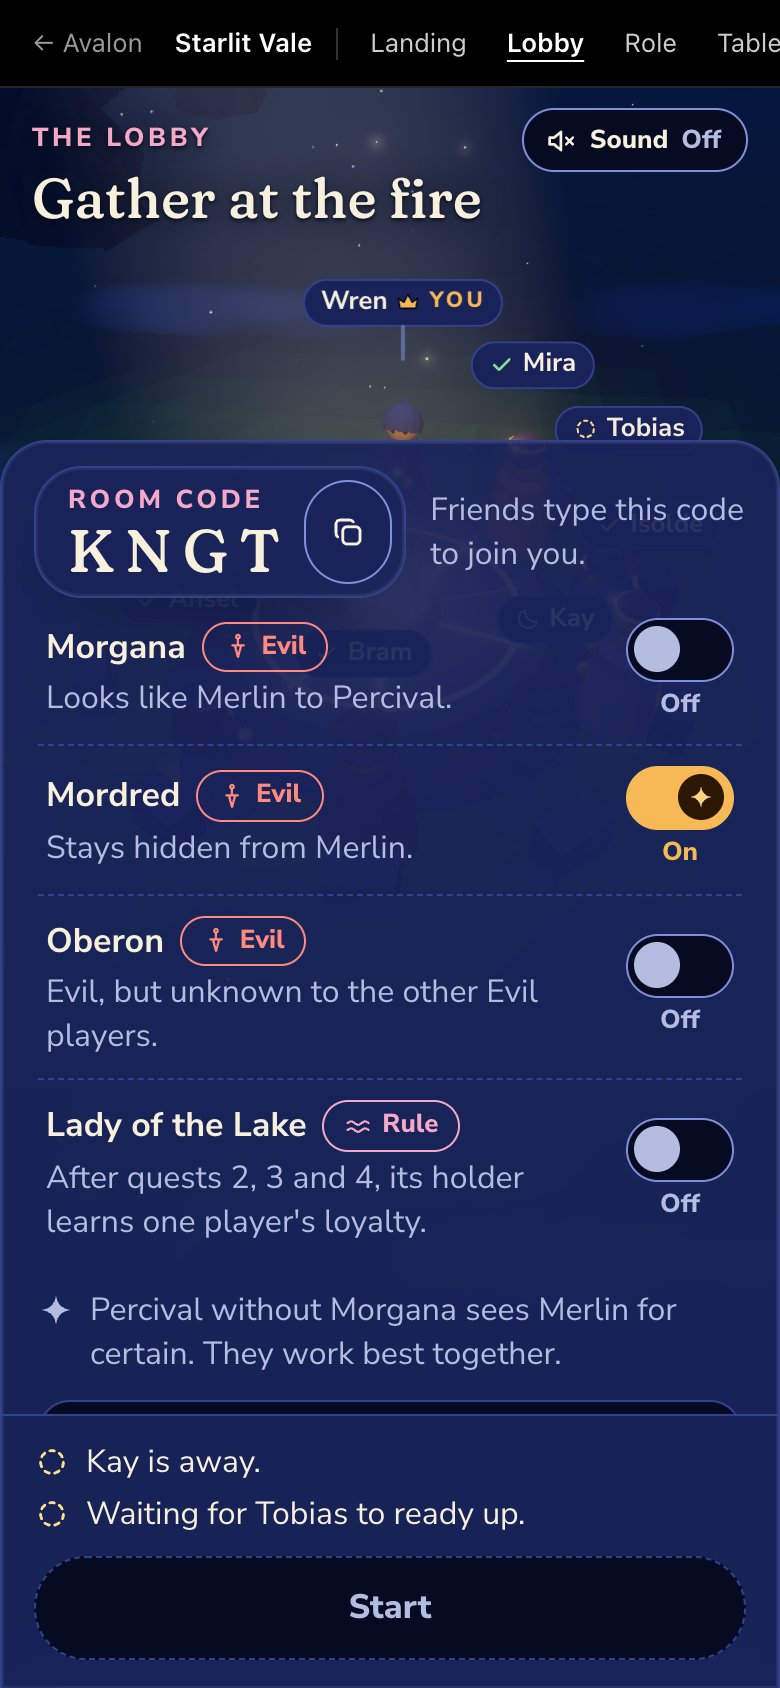 ← Avalon Starlit Vale Landing Lobby Role Table
THE LOBBY
Sound Off
Gather at the fire
Wren YOU
Mira
Tobias
ROOM CODE
KNGT
Friends type this code
to join you.
Isolde
Ansel
Kay
Bram
Morgana Evil
Looks like Merlin to Percival.
Off
Mordred Evil
Stays hidden from Merlin.
On
Oberon Evil
Evil, but unknown to the other Evil
players.
Off
Lady of the Lake Rule
After quests 2, 3 and 4, its holder
learns one player's loyalty.
Off
Percival without Morgana sees Merlin for
certain. They work best together.
Kay is away.
Waiting for Tobias to ready up.
Start